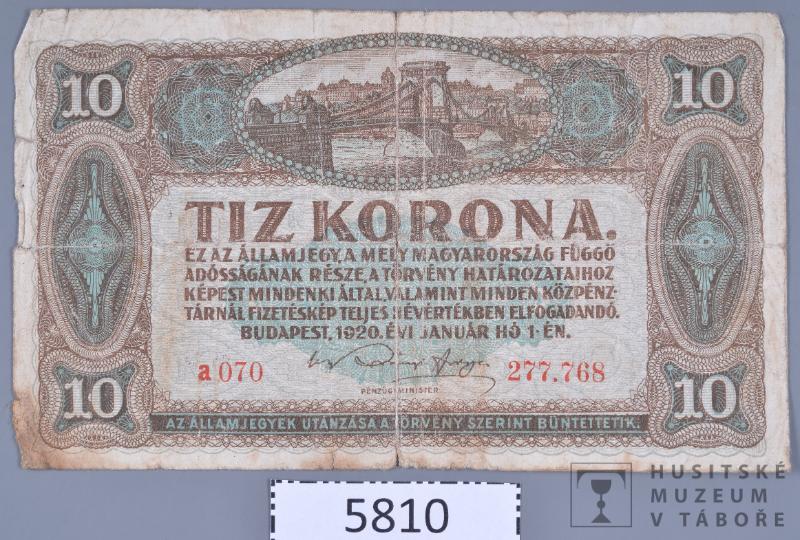 10 10
TIZ KORONA.
EZ AZ ÁLLAMJEGY, A MELY MAGYARORSZÁG FÜGGŐ
ADÓSSÁGÁNAK RÉSZE, A TÖRVÉNY HATÁROZATAIHOZ
KÉPEST MINDENKI ÁLTAL, VALAMINT MINDEN KÖZPÉNZ-
TÁRNÁL FIZETÉSKÉP TELJES NÉVÉRTÉKBEN ELFOGADANDÓ.
BUDAPEST, 1920. ÉVI JANUÁR HÓ 1-ÉN.
a 070 277.768
PÉNZÜGYMINISTER
10 10
AZ ÁLLAMJEGYEK UTÁNZÁSA A TÖRVÉNY SZERINT BÜNTETTETIK.
5810
HUSITSKÉ
MUZEUM
V TÁBOŘE